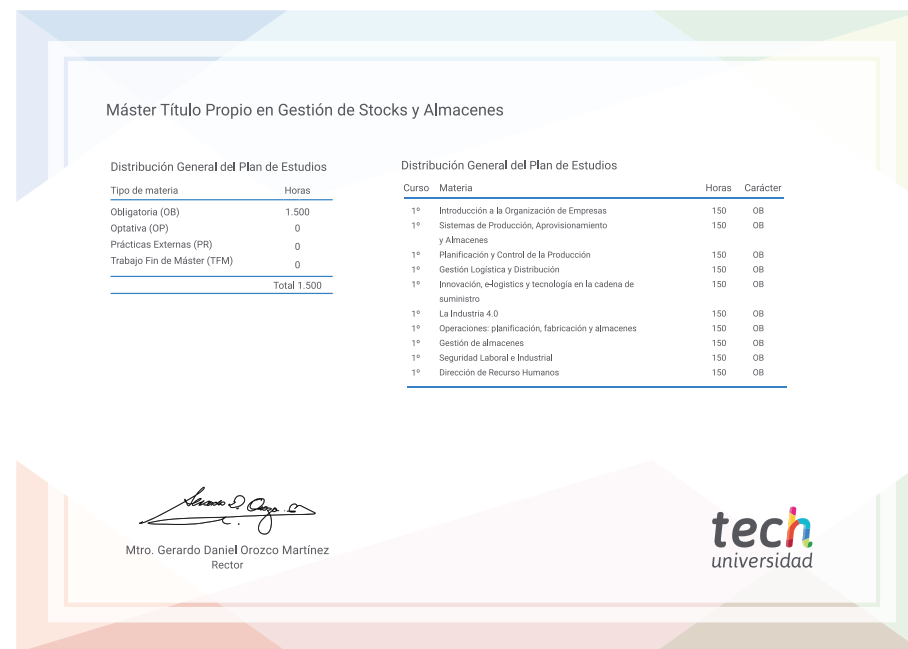 Máster Título Propio en Gestión de Stocks y Almacenes
Distribución General del Plan de Estudios
Tipo de materia Horas
Obligatoria (OB) 1.500
Optativa (OP) 0
Prácticas Externas (PR) 0
Trabajo Fin de Máster (TFM) 0
Total 1.500
Distribución General del Plan de Estudios
Curso Materia Horas Carácter
1º Introducción a la Organización de Empresas 150 OB
1º Sistemas de Producción, Aprovisionamiento 150 OB
y Almacenes
1º Planificación y Control de la Producción 150 OB
1º Gestión Logística y Distribución 150 OB
1º Innovación, e-logistics y tecnología en la cadena de 150 OB
suministro
1º La Industria 4.0 150 OB
1º Operaciones: planificación, fabricación y almacenes 150 OB
1º Gestión de almacenes 150 OB
1º Seguridad Laboral e Industrial 150 OB
1º Dirección de Recurso Humanos 150 OB
Mtro. Gerardo Daniel Orozco Martínez
Rector
tech
universidad